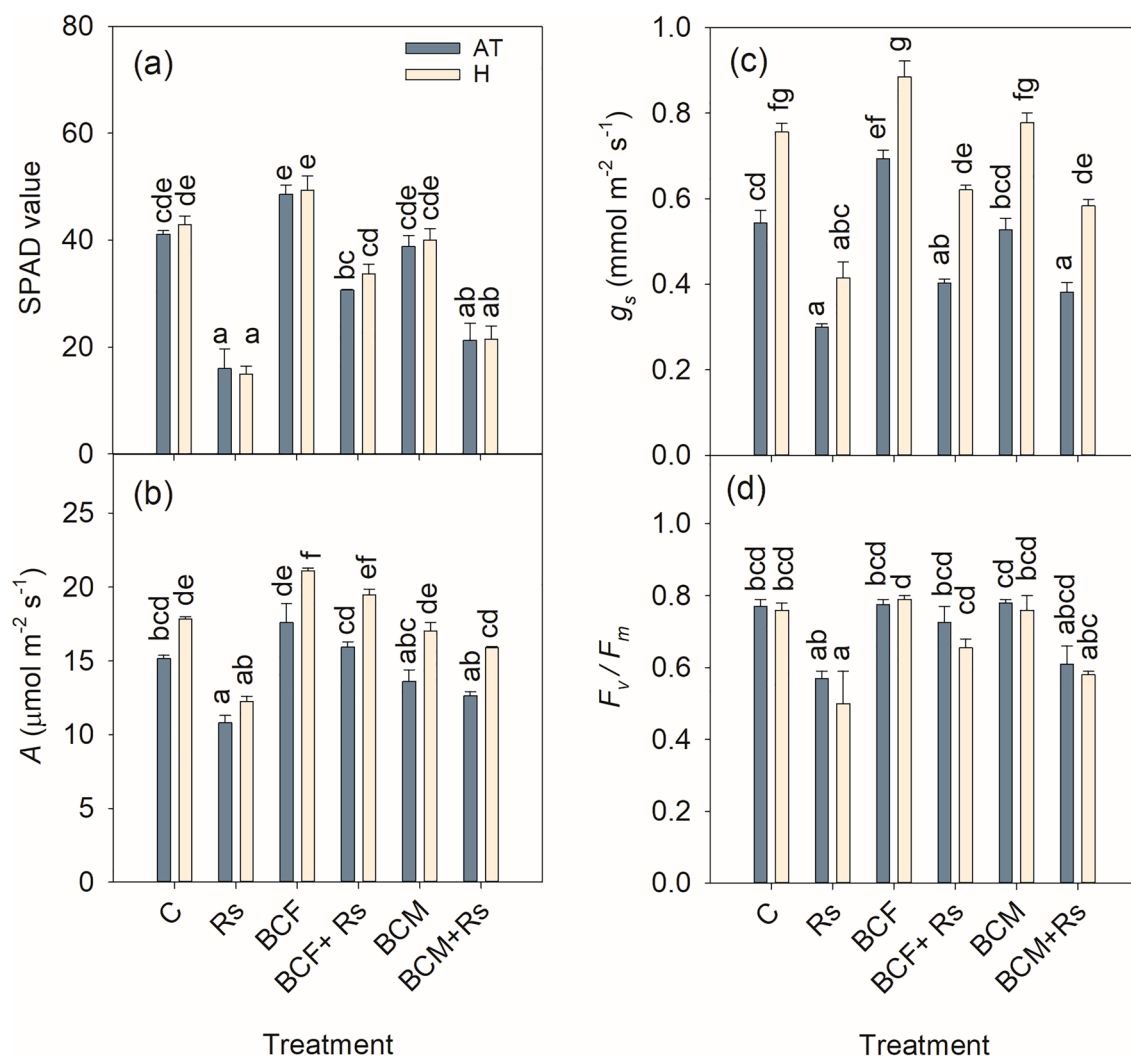 (a)
AT
H
80
60
40
20
0
SPAD value
cde de
a a
e e
bc cd
cde cde
ab ab
(c)
1.0
0.8
0.6
0.4
0.2
0.0
gs (mmol m-2 s-1)
cd fg
a abc
ef g
ab de
bcd fg
a de
(b)
25
20
15
10
5
0
A (μmol m-2 s-1)
bcd de
a ab
de f
cd ef
abc de
ab cd
C
Rs
BCF
BCF+ Rs
BCM
BCM+Rs
Treatment
(d)
1.0
0.8
0.6
0.4
0.2
0.0
Fv / Fm
bcd bcd
ab a
bcd d
bcd cd
cd bcd
abcd abc
C
Rs
BCF
BCF+ Rs
BCM
BCM+Rs
Treatment